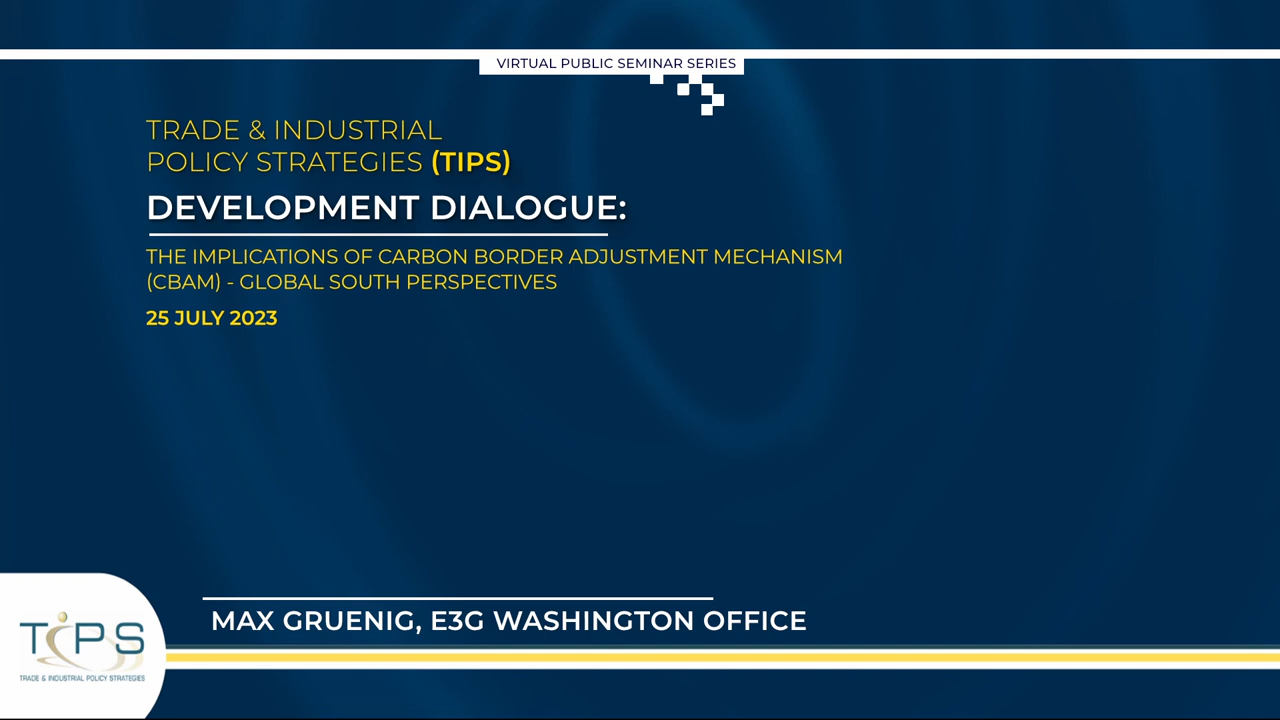 VIRTUAL PUBLIC SEMINAR SERIES
TRADE & INDUSTRIAL
POLICY STRATEGIES (TIPS)
DEVELOPMENT DIALOGUE:
THE IMPLICATIONS OF CARBON BORDER ADJUSTMENT MECHANISM
(CBAM) - GLOBAL SOUTH PERSPECTIVES
25 JULY 2023
MAX GRUENIG, E3G WASHINGTON OFFICE
TiPS
TRADE & INDUSTRIAL POLICY STRATEGIES